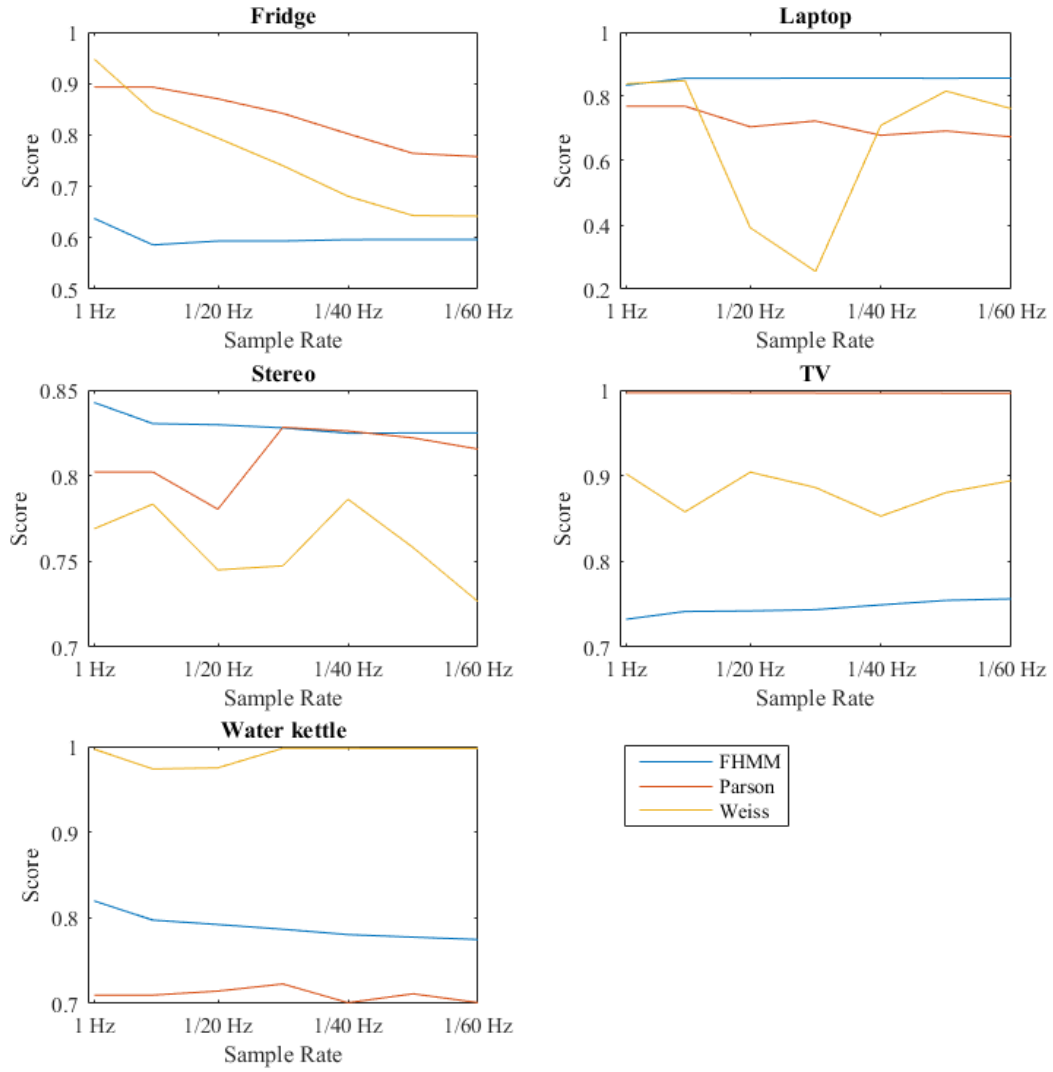 Fridge
1
0.9
0.8
0.7
0.6
0.5
Score
1 Hz 1/20 Hz 1/40 Hz 1/60 Hz
Sample Rate
Laptop
1
0.8
0.6
0.4
0.2
Score
1 Hz 1/20 Hz 1/40 Hz 1/60 Hz
Sample Rate
Stereo
0.85
0.8
0.75
0.7
Score
1 Hz 1/20 Hz 1/40 Hz 1/60 Hz
Sample Rate
TV
1
0.9
0.8
0.7
Score
1 Hz 1/20 Hz 1/40 Hz 1/60 Hz
Sample Rate
Water kettle
1
0.9
0.8
0.7
Score
1 Hz 1/20 Hz 1/40 Hz 1/60 Hz
Sample Rate
FHMM
Parson
Weiss